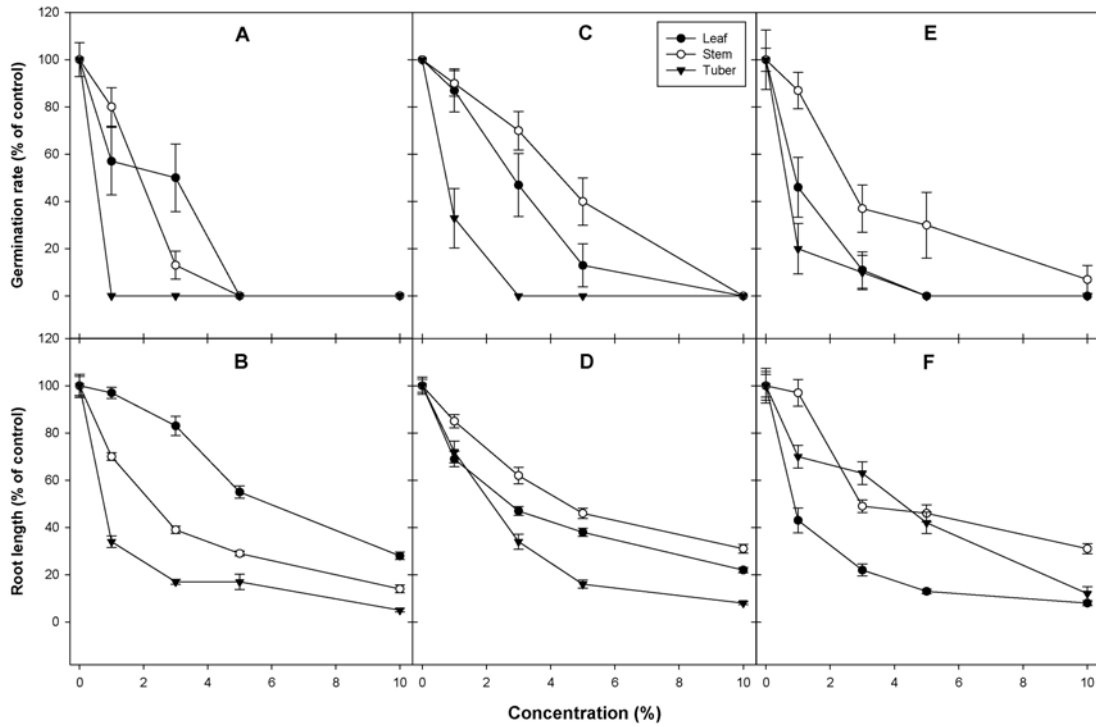 A
C
E
Leaf
Stem
Tuber
120
100
80
60
40
20
0
Germination rate (% of control)
B
D
F
120
100
80
60
40
20
0
Root length (% of control)
0 2 4 6 8 10 0 2 4 6 8 10 0 2 4 6 8 10
Concentration (%)